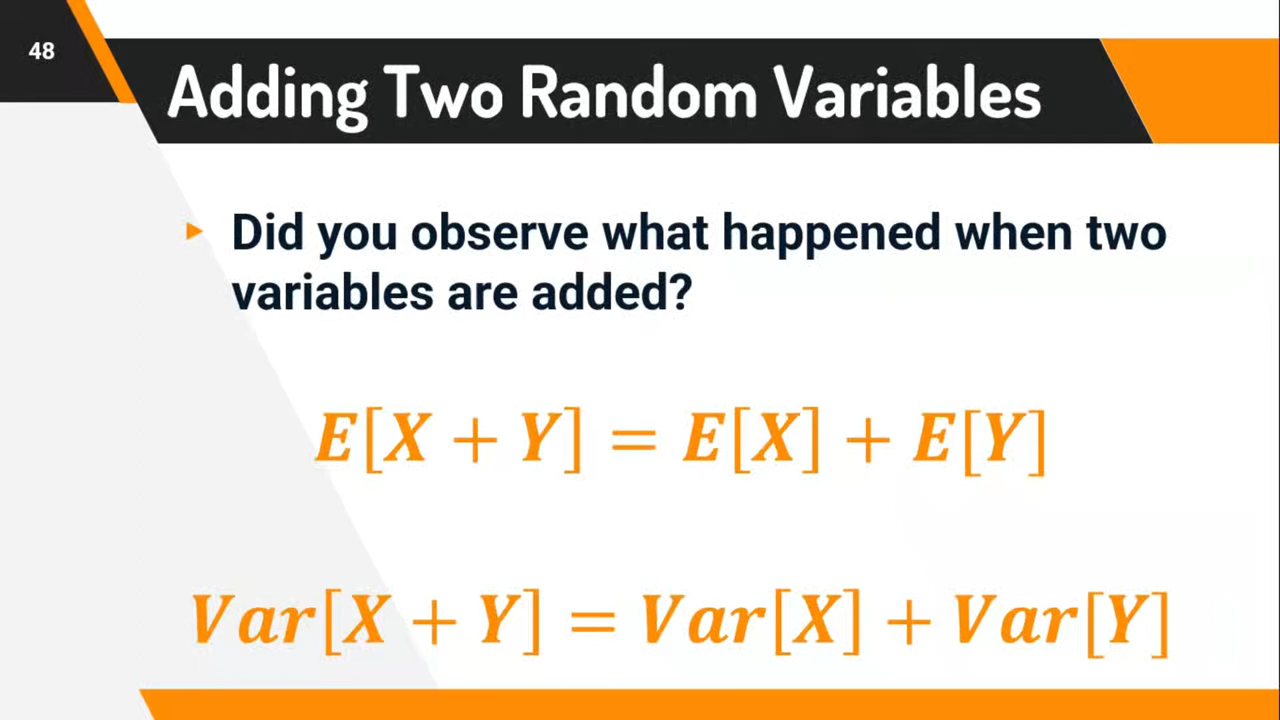 48
Adding Two Random Variables
Did you observe what happened when two
variables are added?
E[X + Y] = E[X] + E[Y]
Var[X + Y] = Var[X] + Var[Y]